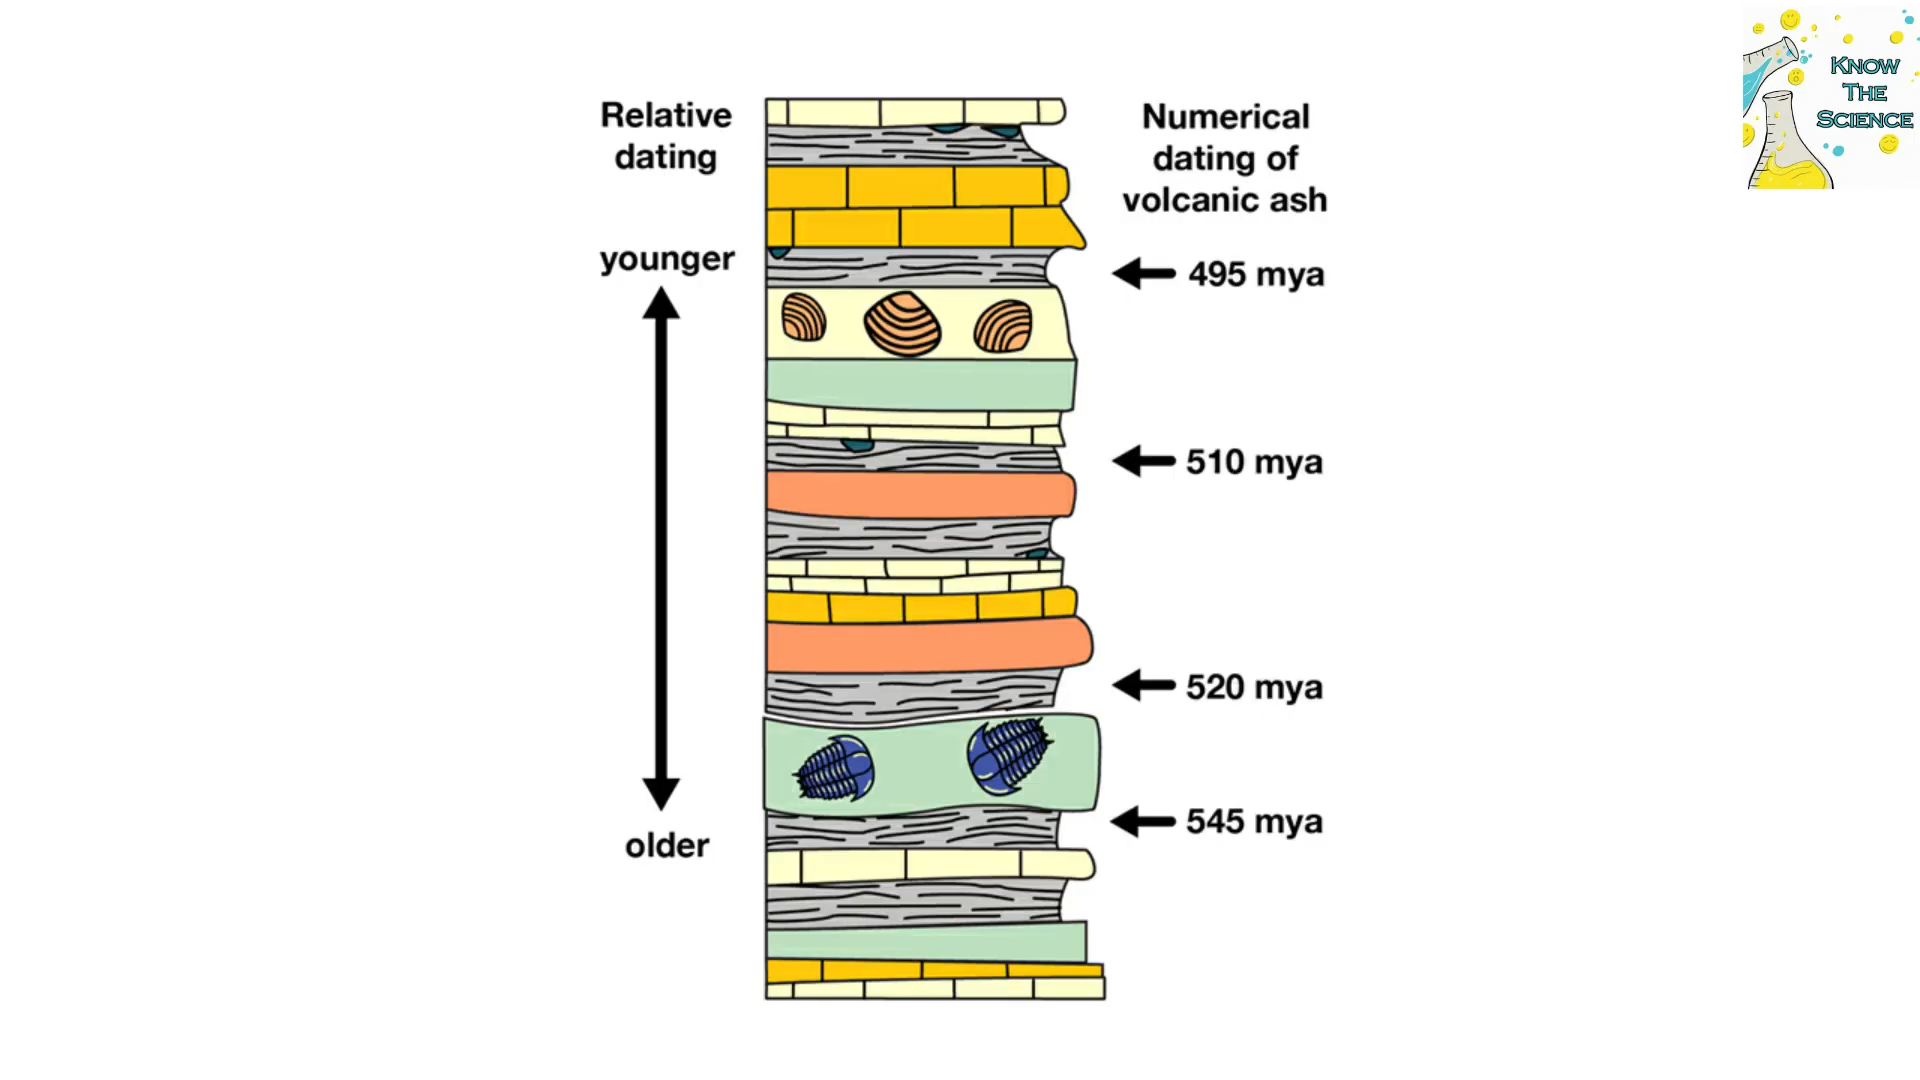 Relative
dating
younger
older
Numerical
dating of
volcanic ash
495 mya
510 mya
520 mya
545 mya
KNOW
THE
SCIENCE